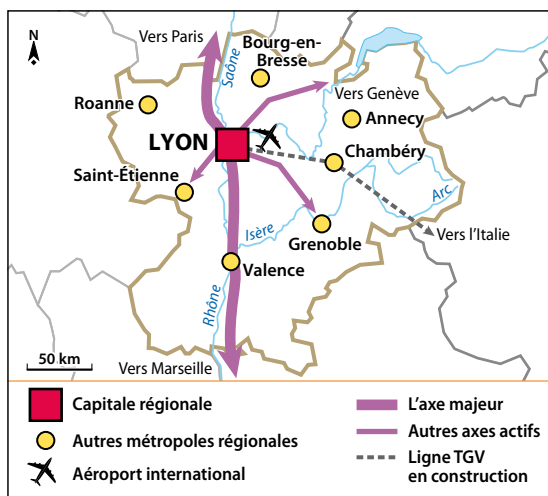 N
Vers Paris
Saône
Bourg-en-
Bresse
Vers Genève
Roanne
Annecy
LYON
Chambéry
Saint-Étienne
Arc
Isère
Grenoble
Vers l'Italie
Valence
Rhône
50 km
Vers Marseille
Capitale régionale
Autres métropoles régionales
Aéroport international
L'axe majeur
Autres axes actifs
Ligne TGV
en construction